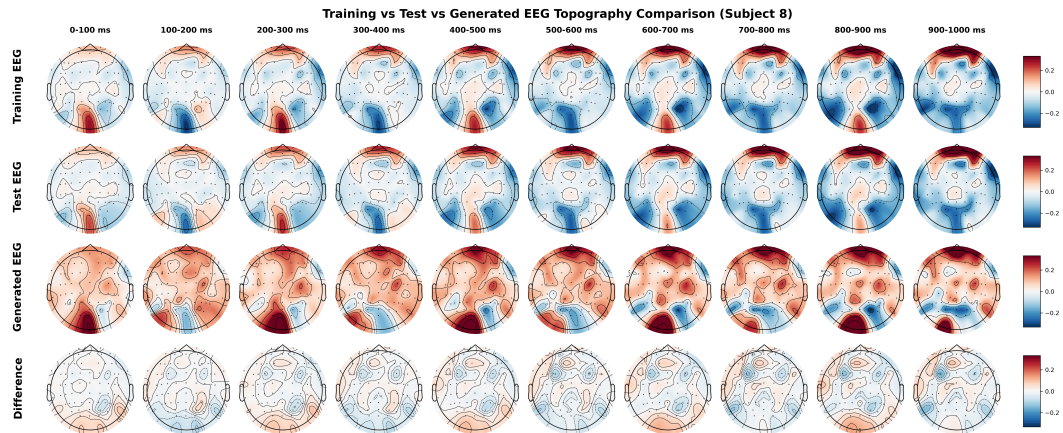 Training vs Test vs Generated EEG Topography Comparison (Subject 8)
0-100 ms 100-200 ms 200-300 ms 300-400 ms 400-500 ms 500-600 ms 600-700 ms 700-800 ms 800-900 ms 900-1000 ms
Training EEG
0.2
0.0
−0.2
Test EEG
0.2
0.0
−0.2
Generated EEG
0.2
0.0
−0.2
Difference
0.2
0.0
−0.2